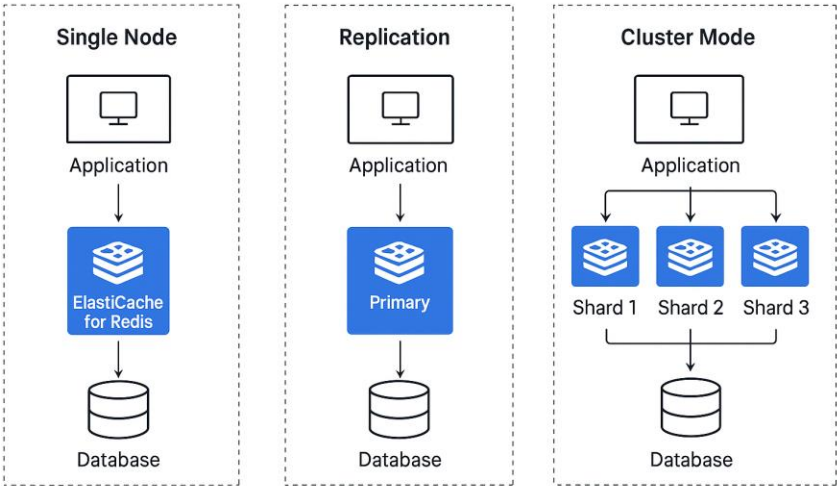 Single Node
Application
ElastiCache
for Redis
Database
Replication
Application
Primary
Database
Cluster Mode
Application
Shard 1 Shard 2 Shard 3
Database